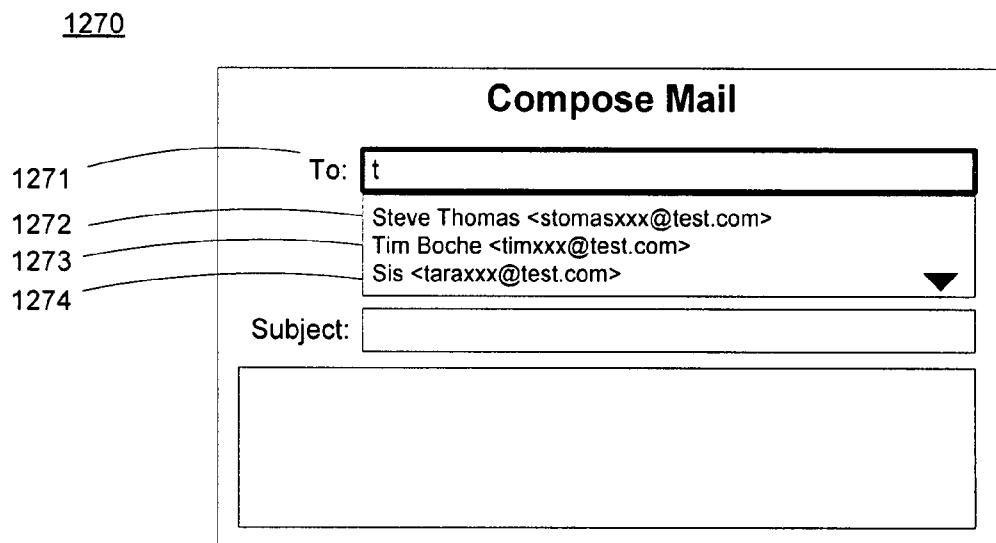 1270
Compose Mail
1271 To: t
1272 Steve Thomas <stomasxxx@test.com>
1273 Tim Boche <timxxx@test.com>
1274 Sis <taraxxx@test.com>
Subject: